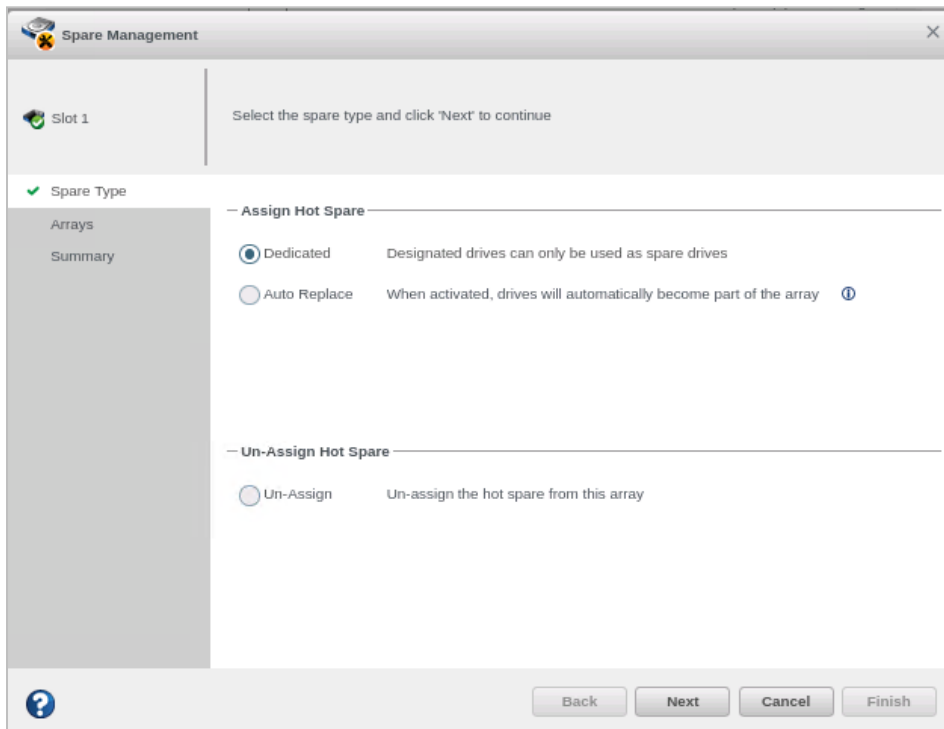 Spare Management
Slot 1
Select the spare type and click 'Next' to continue
Spare Type
Arrays
Summary
Assign Hot Spare
Dedicated Designated drives can only be used as spare drives
Auto Replace When activated, drives will automatically become part of the array
Un-Assign Hot Spare
Un-Assign Un-assign the hot spare from this array
Back Next Cancel Finish